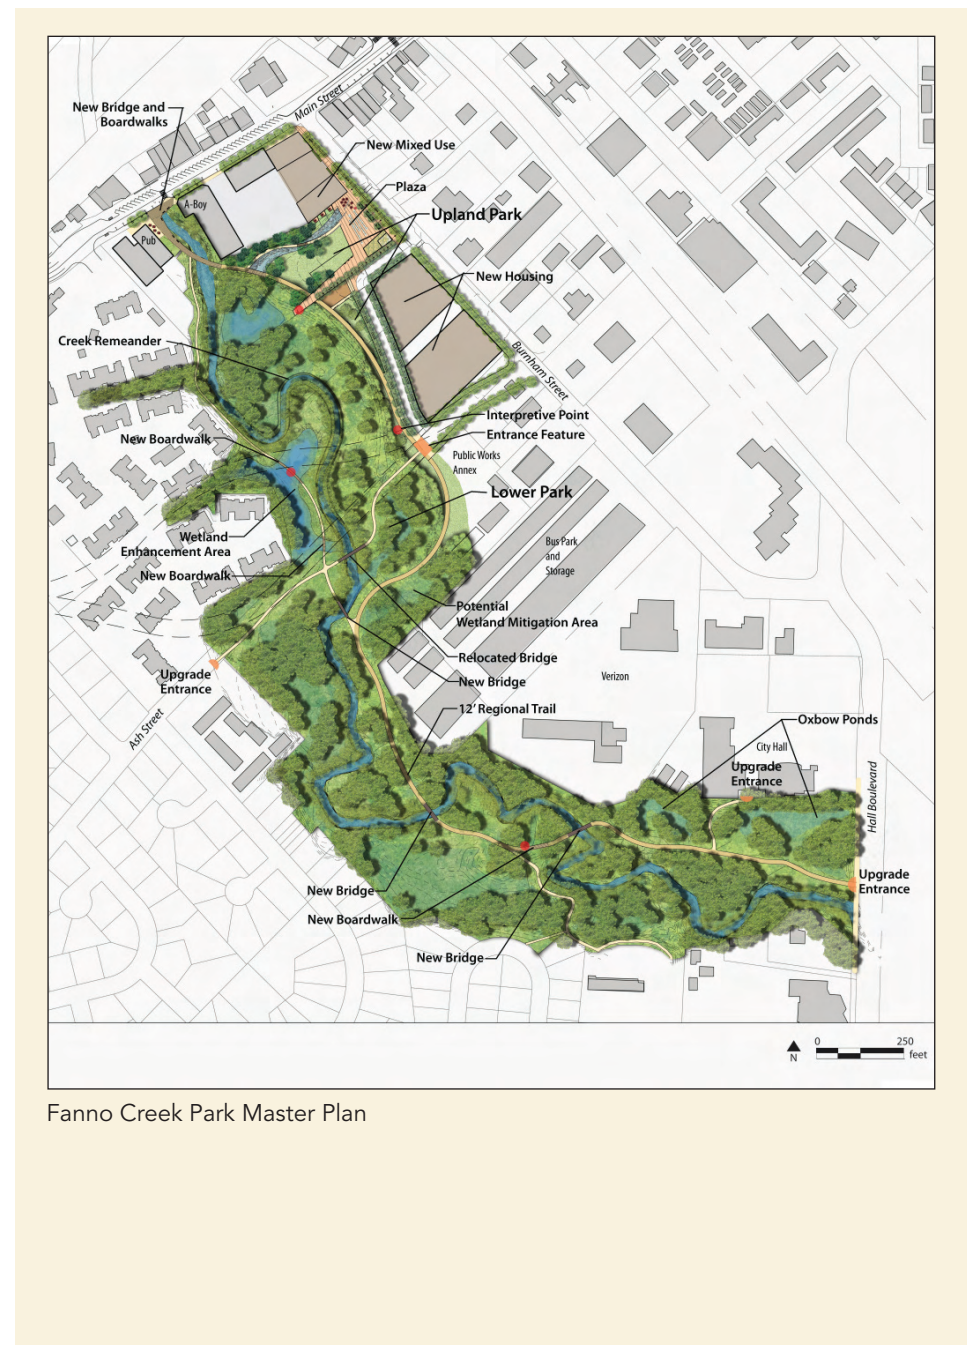 Main Street
New Bridge and
Boardwalks
New Mixed Use
Plaza
A-Boy
Upland Park
Pub
New Housing
Creek Remeander
Burnham Street
Interpretive Point
New Boardwalk
Entrance Feature
Public Works
Annex
Lower Park
Wetland
Enhancement Area
Bus Park
and
Storage
New Boardwalk
Potential
Wetland Mitigation Area
Relocated Bridge
Upgrade
Entrance
New Bridge
Verizon
12' Regional Trail
Ash Street
Oxbow Ponds
City Hall
Upgrade
Entrance
Hall Boulevard
Upgrade
Entrance
New Bridge
New Boardwalk
New Bridge
0 250
feet
N
Fanno Creek Park Master Plan